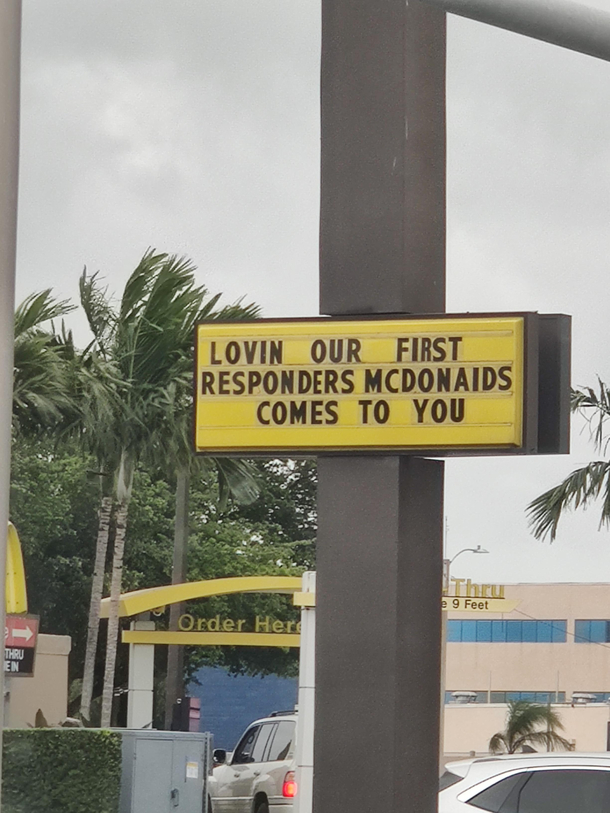 LOVIN OUR FIRST
RESPONDERS MCDONAIDS
COMES TO YOU
Order Here
Thru
9 Feet
THRU